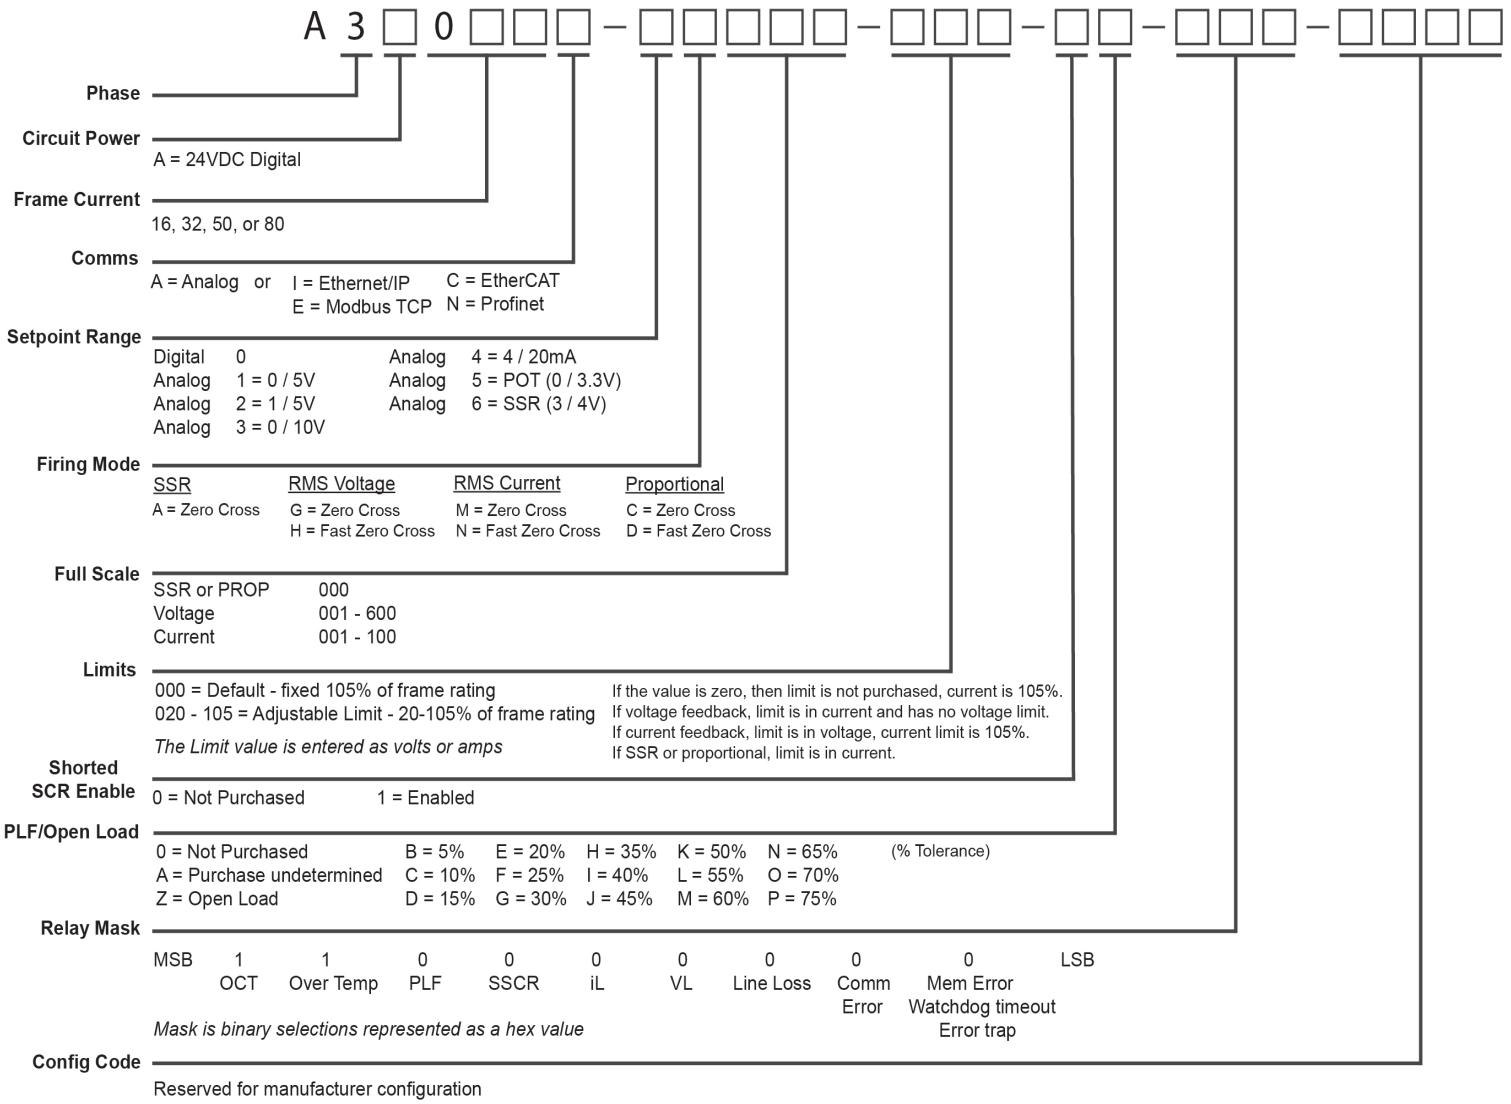 A 3 0 – – – – –
Phase
Circuit Power
A = 24VDC Digital
Frame Current
16, 32, 50, or 80
Comms
A = Analog or I = Ethernet/IP C = EtherCAT
E = Modbus TCP N = Profinet
Setpoint Range
Digital 0 Analog 4 = 4 / 20mA
Analog 1 = 0 / 5V Analog 5 = POT (0 / 3.3V)
Analog 2 = 1 / 5V Analog 6 = SSR (3 / 4V)
Analog 3 = 0 / 10V
Firing Mode
SSR RMS Voltage RMS Current Proportional
A = Zero Cross G = Zero Cross M = Zero Cross C = Zero Cross
H = Fast Zero Cross N = Fast Zero Cross D = Fast Zero Cross
Full Scale
SSR or PROP 000
Voltage 001 - 600
Current 001 - 100
Limits
000 = Default - fixed 105% of frame rating
020 - 105 = Adjustable Limit - 20-105% of frame rating
The Limit value is entered as volts or amps
If the value is zero, then limit is not purchased, current is 105%.
If voltage feedback, limit is in current and has no voltage limit.
If current feedback, limit is in voltage, current limit is 105%.
If SSR or proportional, limit is in current.
Shorted
SCR Enable
0 = Not Purchased 1 = Enabled
PLF/Open Load
0 = Not Purchased B = 5% E = 20% H = 35% K = 50% N = 65% (% Tolerance)
A = Purchase undetermined C = 10% F = 25% I = 40% L = 55% O = 70%
Z = Open Load D = 15% G = 30% J = 45% M = 60% P = 75%
Relay Mask
MSB 1 1 0 0 0 0 0 0 0 LSB
OCT Over Temp PLF SSCR iL VL Line Loss Comm Mem Error
Error Watchdog timeout
Error trap
Mask is binary selections represented as a hex value
Config Code
Reserved for manufacturer configuration